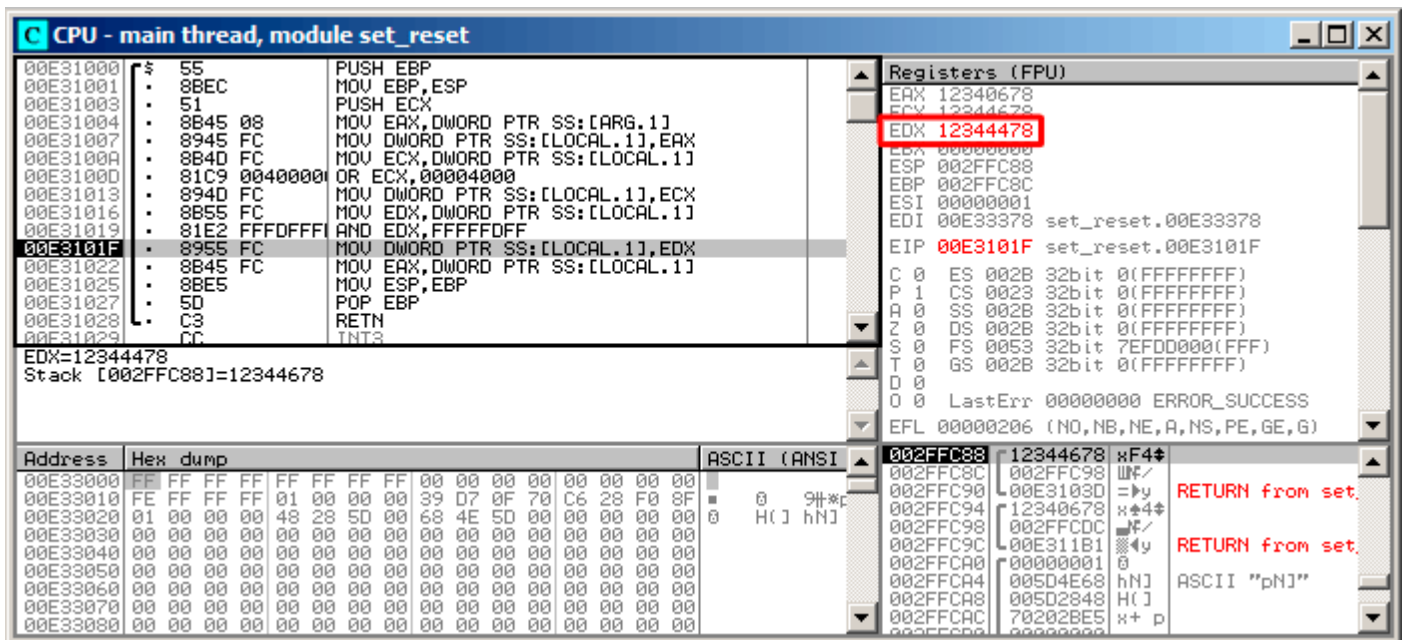 C CPU - main thread, module set_reset
00E31000 $ 55 PUSH EBP
00E31001 . 8BEC MOV EBP,ESP
00E31003 . 51 PUSH ECX
00E31004 . 8B45 08 MOV EAX,DWORD PTR SS:[ARG.1]
00E31007 . 8945 FC MOV DWORD PTR SS:[LOCAL.1],EAX
00E3100A . 8B4D FC MOV ECX,DWORD PTR SS:[LOCAL.1]
00E3100D . 81C9 00400000 OR ECX,00004000
00E31013 . 894D FC MOV DWORD PTR SS:[LOCAL.1],ECX
00E31016 . 8B55 FC MOV EDX,DWORD PTR SS:[LOCAL.1]
00E31019 . 81E2 FFFDFFF AND EDX,FFFFFDFF
00E3101F . 8955 FC MOV DWORD PTR SS:[LOCAL.1],EDX
00E31022 . 8B45 FC MOV EAX,DWORD PTR SS:[LOCAL.1]
00E31025 . 8BE5 MOV ESP,EBP
00E31027 . 5D POP EBP
00E31028 . C3 RETN
00E31029 CC INT3
EDX=12344478
Stack [002FFC88]=12344678
Registers (FPU)
EAX 12340678
ECX 12344678
EDX 12344478
EBX 00000000
ESP 002FFC88
EBP 002FFC8C
ESI 00000001
EDI 00E33378 set_reset.00E33378
EIP 00E3101F set_reset.00E3101F
C 0 ES 002B 32bit 0(FFFFFFFF)
P 1 CS 0023 32bit 0(FFFFFFFF)
A 0 SS 002B 32bit 0(FFFFFFFF)
Z 0 DS 002B 32bit 0(FFFFFFFF)
S 0 FS 0053 32bit 7EFDD000(FFF)
T 0 GS 002B 32bit 0(FFFFFFFF)
D 0
O 0 LastErr 00000000 ERROR_SUCCESS
EFL 00000206 (NO,NB,NE,A,NS,PE,GE,G)
Address Hex dump ASCII (ANSI
00E33000 FF FF FF FF FF FF FF FF 00 00 00 00 00 00 00 00
00E33010 FE FF FF FF 01 00 00 00 39 D7 0F 70 C6 28 F0 8F
00E33020 01 00 00 00 48 28 5D 00 68 4E 5D 00 00 00 00 00 H(] hN]
00E33030 00 00 00 00 00 00 00 00 00 00 00 00 00 00 00 00
00E33040 00 00 00 00 00 00 00 00 00 00 00 00 00 00 00 00
00E33050 00 00 00 00 00 00 00 00 00 00 00 00 00 00 00 00
00E33060 00 00 00 00 00 00 00 00 00 00 00 00 00 00 00 00
00E33070 00 00 00 00 00 00 00 00 00 00 00 00 00 00 00 00
00E33080 00 00 00 00 00 00 00 00 00 00 00 00 00 00 00 00
002FFC88 12344678 xF4‡
002FFC8C 002FFC98
002FFC90 00E3103D RETURN from set_
002FFC94 12340678 x♠4‡
002FFC98 002FFCDC
002FFC9C 00E311B1 RETURN from set_
002FFCA0 00000001
002FFCA4 005D4E68 hN] ASCII "pN]"
002FFCA8 005D2848 H(]
002FFCAC 70202BE5 x+ p